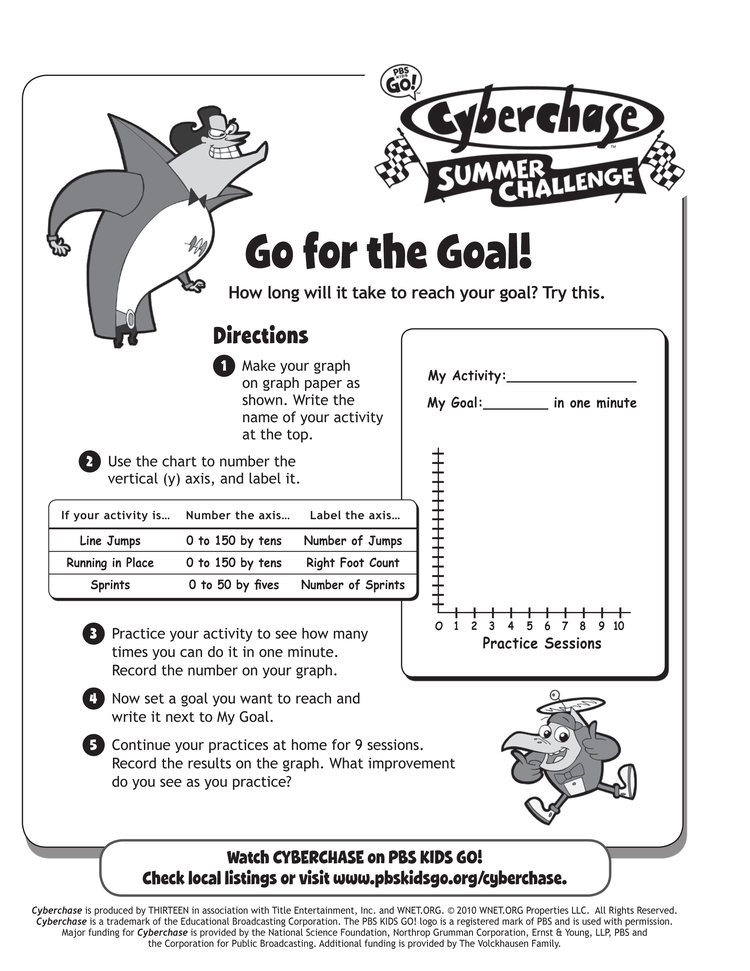 PBS
KIDS
GO!
Cyberchase
SUMMER
CHALLENGE
Go for the Goal!
How long will it take to reach your goal? Try this.
Directions
1 Make your graph
on graph paper as
shown. Write the
name of your activity
at the top.
2 Use the chart to number the
vertical (y) axis, and label it.
If your activity is… Number the axis… Label the axis…
Line Jumps 0 to 150 by tens Number of Jumps
Running in Place 0 to 150 by tens Right Foot Count
Sprints 0 to 50 by fives Number of Sprints
My Activity:
My Goal: in one minute
0 1 2 3 4 5 6 7 8 9 10
Practice Sessions
3 Practice your activity to see how many
times you can do it in one minute.
Record the number on your graph.
4 Now set a goal you want to reach and
write it next to My Goal.
5 Continue your practices at home for 9 sessions.
Record the results on the graph. What improvement
do you see as you practice?
Watch CYBERCHASE on PBS KIDS GO!
Check local listings or visit www.pbskidsgo.org/cyberchase.
Cyberchase is produced by THIRTEEN in association with Title Entertainment, Inc. and WNET.ORG. © 2010 WNET.ORG Properties LLC. All Rights Reserved.
Cyberchase is a trademark of the Educational Broadcasting Corporation. The PBS KIDS GO! logo is a registered mark of PBS and is used with permission.
Major funding for Cyberchase is provided by the National Science Foundation, Northrop Grumman Corporation, Ernst & Young, LLP, PBS and
the Corporation for Public Broadcasting. Additional funding is provided by The Volckhausen Family.